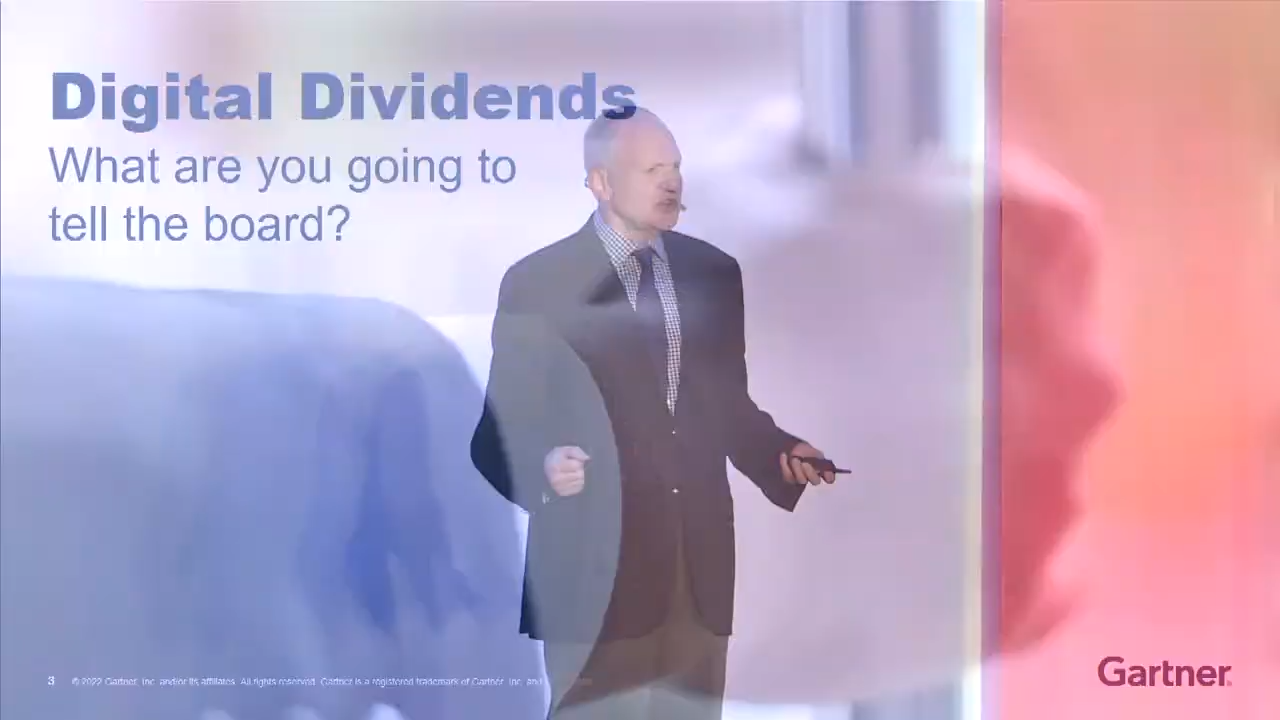 Digital Dividends
What are you going to
tell the board?
3 © 2022 Gartner, Inc. and/or its affiliates. All rights reserved. Gartner is a registered trademark of Gartner, Inc. and
Gartner